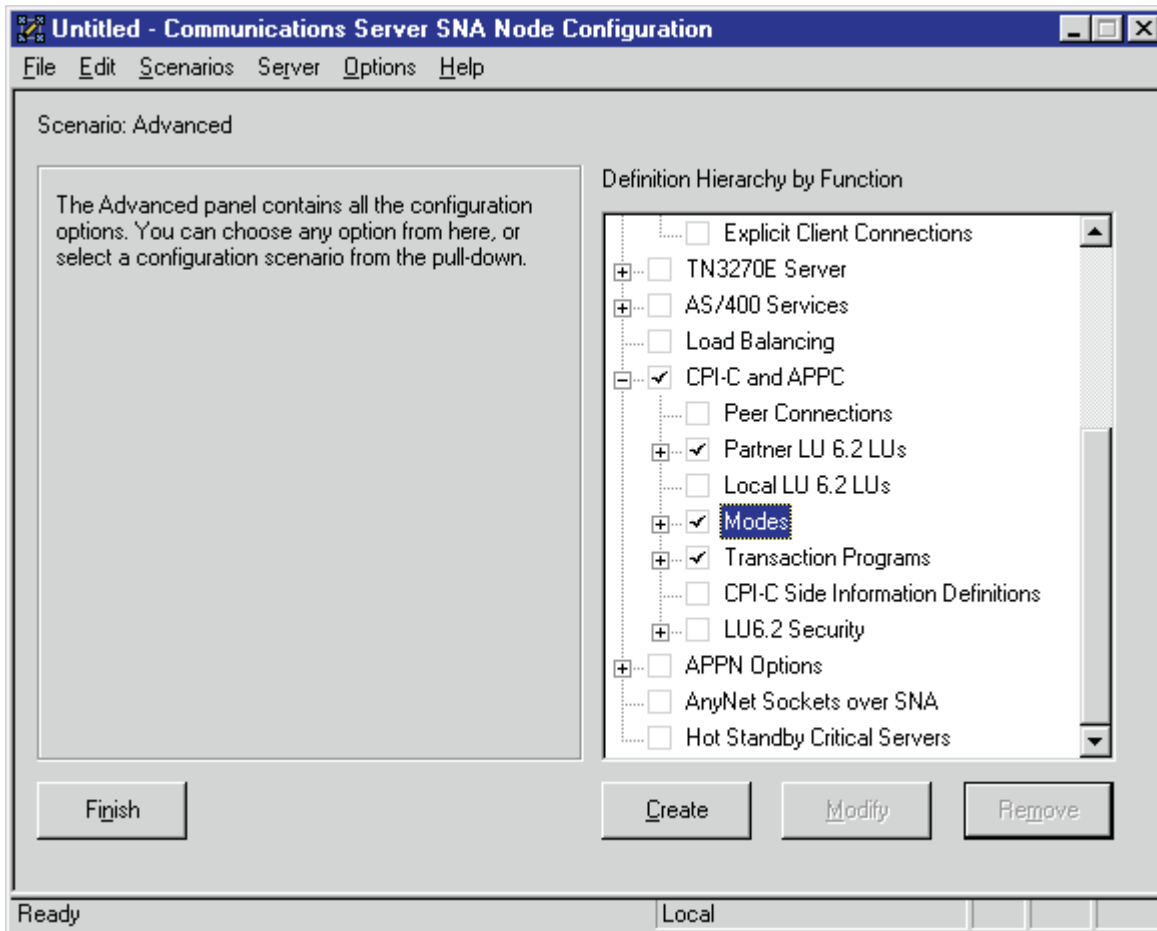 Untitled - Communications Server SNA Node Configuration
File Edit Scenarios Server Options Help
Scenario: Advanced
The Advanced panel contains all the configuration
options. You can choose any option from here, or
select a configuration scenario from the pull-down.
Definition Hierarchy by Function
Explicit Client Connections
TN3270E Server
AS/400 Services
Load Balancing
CPI-C and APPC
Peer Connections
Partner LU 6.2 LUs
Local LU 6.2 LUs
Modes
Transaction Programs
CPI-C Side Information Definitions
LU6.2 Security
APPN Options
AnyNet Sockets over SNA
Hot Standby Critical Servers
Finish
Create
Modify
Remove
Ready
Local